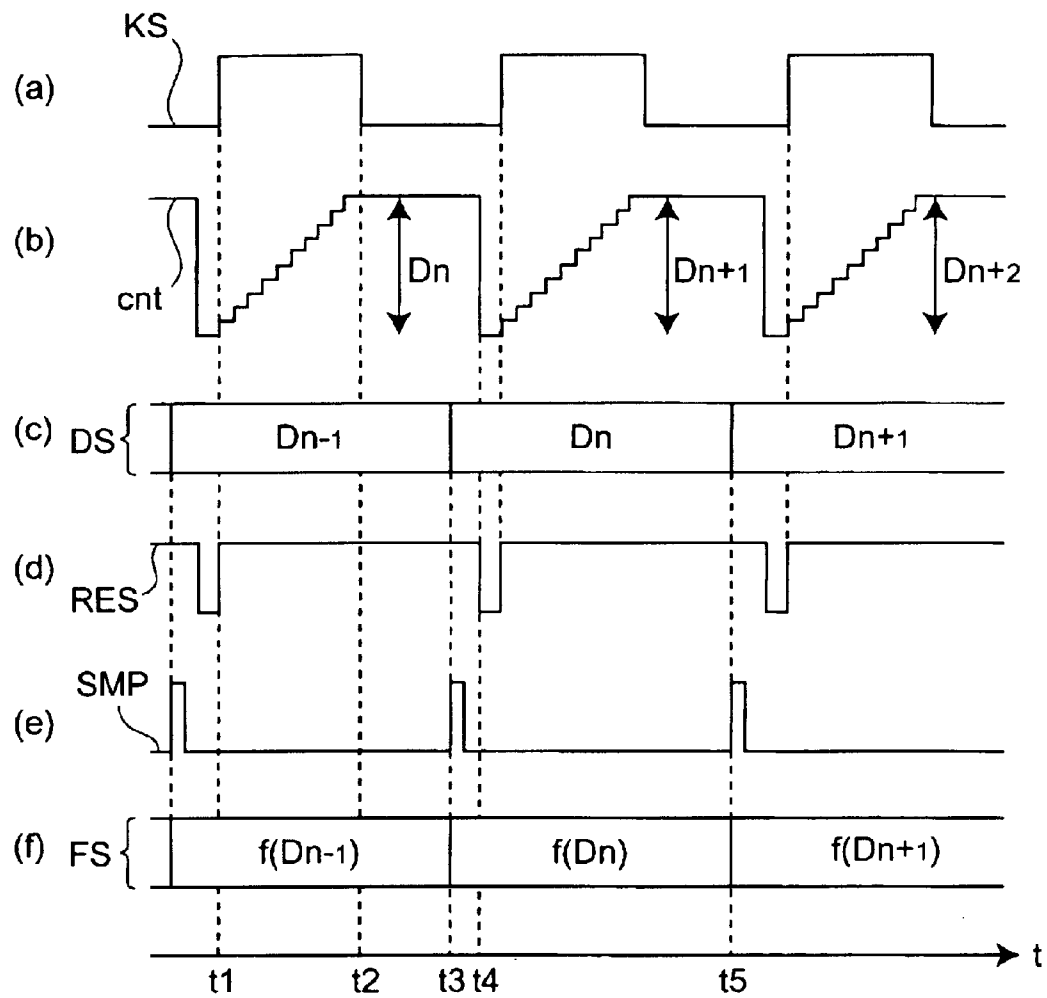 KS
(a)
(b)
cnt
Dn
Dn+1
Dn+2
(c) DS { Dn-1 Dn Dn+1
(d)
RES
SMP
(e)
(f) FS { f(Dn-1) f(Dn) f(Dn+1)
t
t1 t2 t3 t4 t5